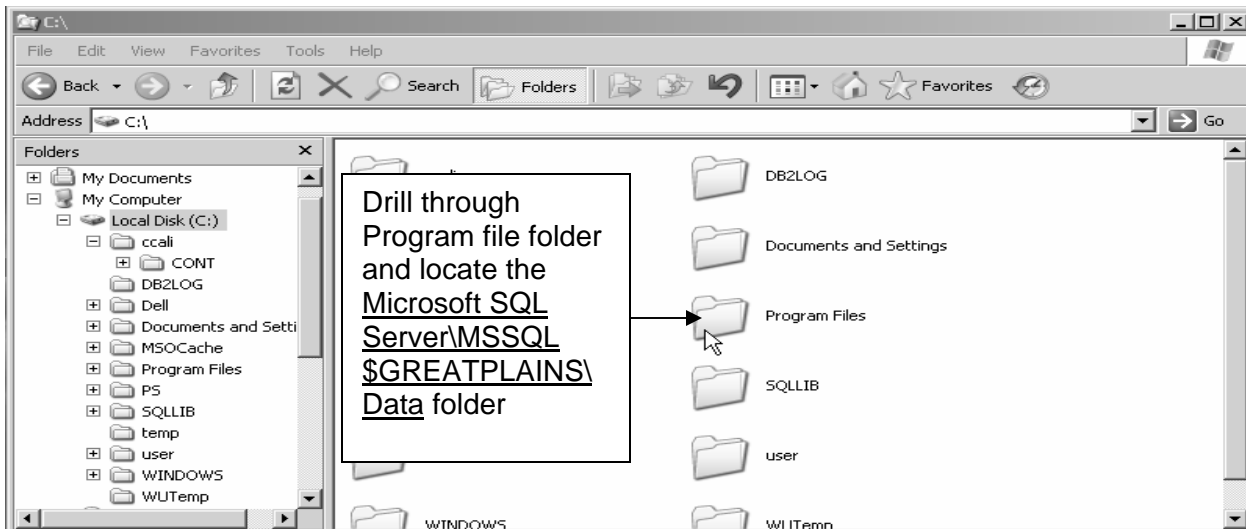 C:\
File Edit View Favorites Tools Help
Back Search Folders Favorites
Address C:\ Go
Folders
My Documents
My Computer
Local Disk (C:)
ccali
CONT
DB2LOG
Dell
Documents and Setti
MSOCache
Program Files
PS
SQLLIB
temp
user
WINDOWS
WUTemp
Drill through
Program file folder
and locate the
Microsoft SQL
Server\MSSQL
$GREATPLAINS\
Data folder
DB2LOG
Documents and Settings
Program Files
SQLLIB
user
WINDOWS
WUTemp